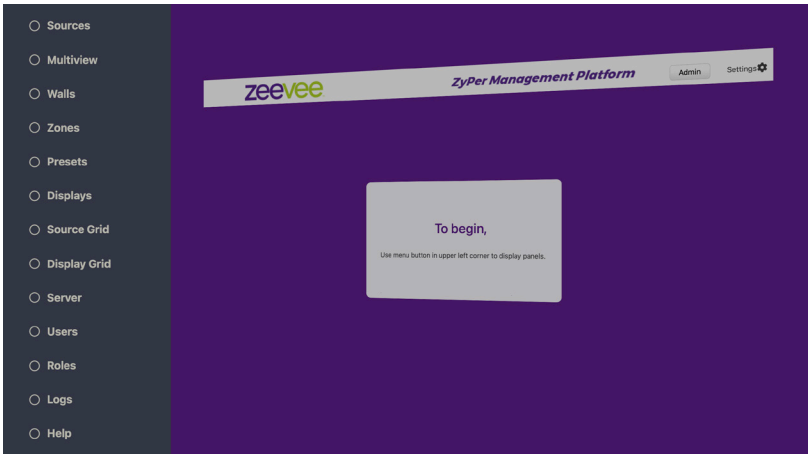 Sources
Multiview
Walls
Zones
Presets
Displays
Source Grid
Display Grid
Server
Users
Roles
Logs
Help
zeevee
ZyPer Management Platform
Admin
Settings
To begin,
Use menu button in upper left corner to display panels.